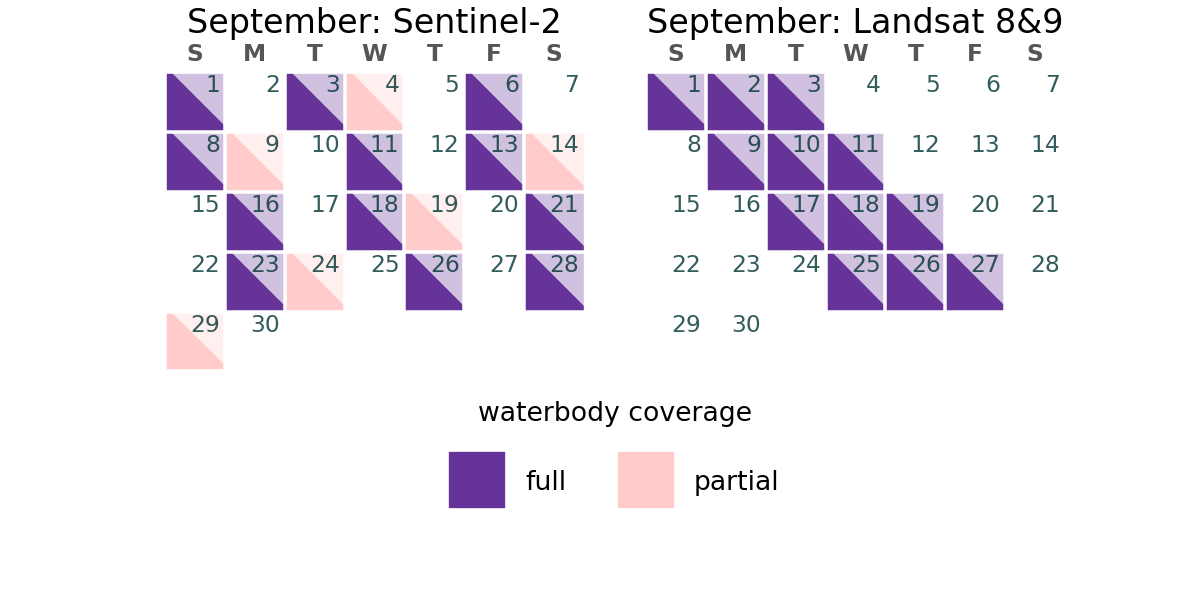 September: Sentinel-2
S M T W T F S
1 2 3 4 5 6 7
8 9 10 11 12 13 14
15 16 17 18 19 20 21
22 23 24 25 26 27 28
29 30
September: Landsat 8&9
S M T W T F S
1 2 3 4 5 6 7
8 9 10 11 12 13 14
15 16 17 18 19 20 21
22 23 24 25 26 27 28
29 30
waterbody coverage
full
partial